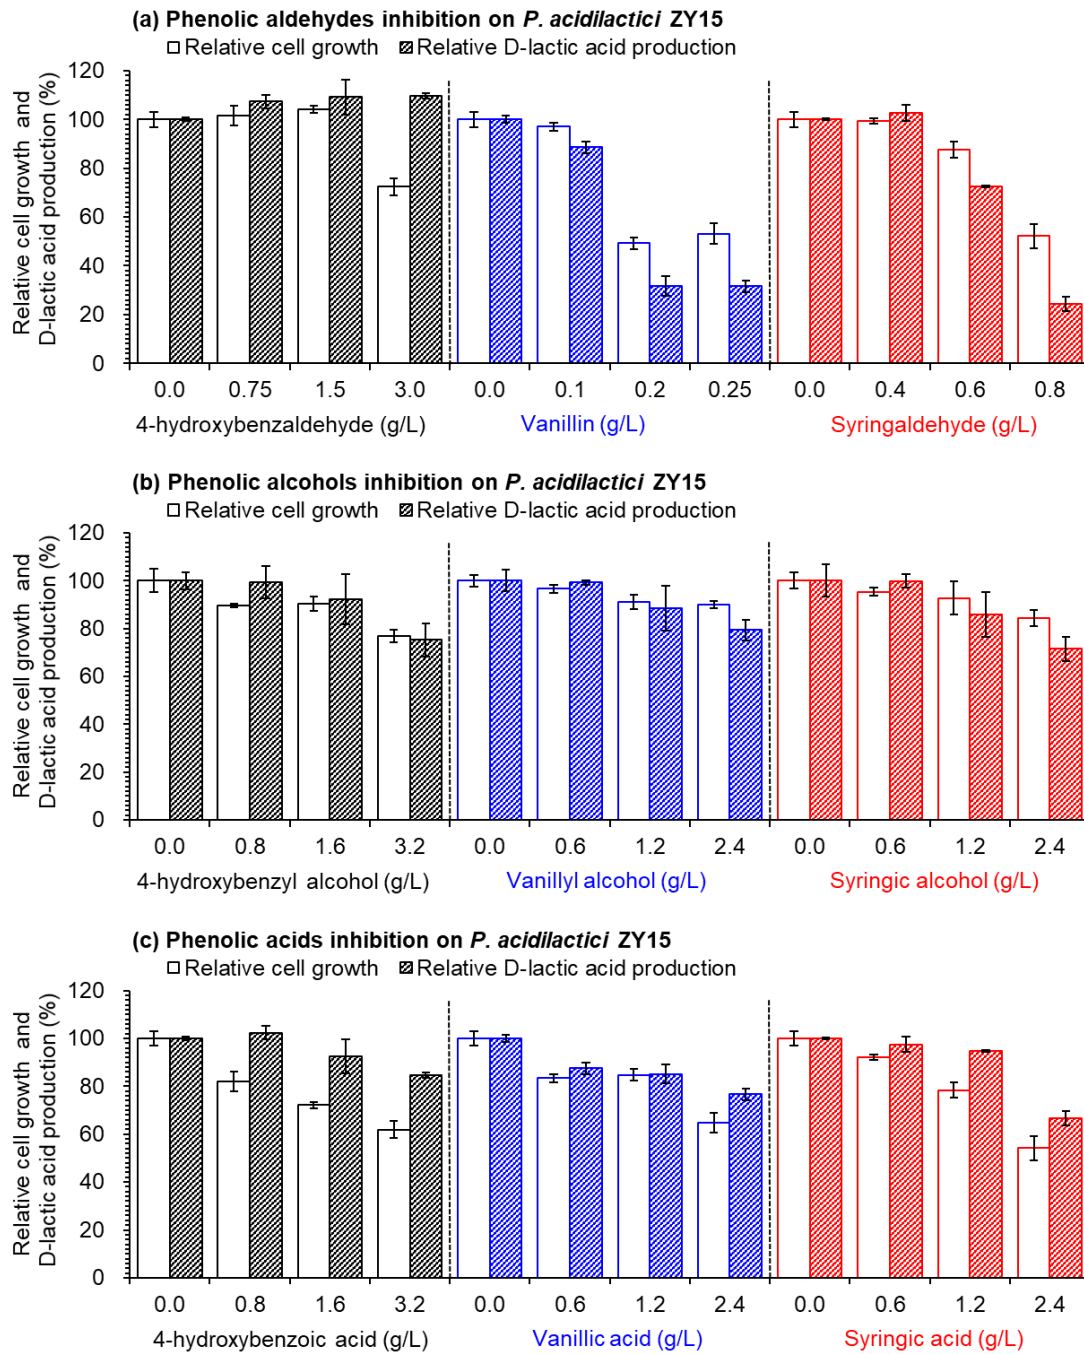 (a) Phenolic aldehydes inhibition on P. acidilactici ZY15
Relative cell growth Relative D-lactic acid production
Relative cell growth and
D-lactic acid production (%)
120
100
80
60
40
20
0
0.0 0.75 1.5 3.0 0.0 0.1 0.2 0.25 0.0 0.4 0.6 0.8
4-hydroxybenzaldehyde (g/L) Vanillin (g/L) Syringaldehyde (g/L)
(b) Phenolic alcohols inhibition on P. acidilactici ZY15
Relative cell growth Relative D-lactic acid production
Relative cell growth and
D-lactic acid production (%)
120
100
80
60
40
20
0
0.0 0.8 1.6 3.2 0.0 0.6 1.2 2.4 0.0 0.6 1.2 2.4
4-hydroxybenzyl alcohol (g/L) Vanillyl alcohol (g/L) Syringic alcohol (g/L)
(c) Phenolic acids inhibition on P. acidilactici ZY15
Relative cell growth Relative D-lactic acid production
Relative cell growth and
D-lactic acid production (%)
120
100
80
60
40
20
0
0.0 0.8 1.6 3.2 0.0 0.6 1.2 2.4 0.0 0.6 1.2 2.4
4-hydroxybenzoic acid (g/L) Vanillic acid (g/L) Syringic acid (g/L)